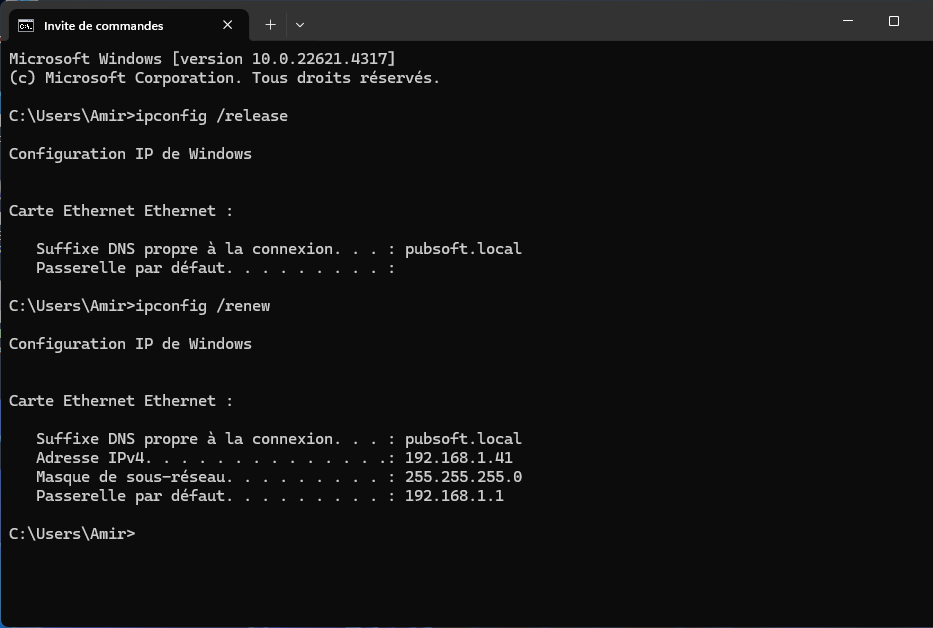 Invite de commandes
Microsoft Windows [version 10.0.22621.4317]
(c) Microsoft Corporation. Tous droits réservés.
C:\Users\Amir>ipconfig /release
Configuration IP de Windows
Carte Ethernet Ethernet :
Suffixe DNS propre à la connexion. . . : pubsoft.local
Passerelle par défaut. . . . . . . . . :
C:\Users\Amir>ipconfig /renew
Configuration IP de Windows
Carte Ethernet Ethernet :
Suffixe DNS propre à la connexion. . . : pubsoft.local
Adresse IPv4. . . . . . . . . . . . . .: 192.168.1.41
Masque de sous-réseau. . . . . . . . . : 255.255.255.0
Passerelle par défaut. . . . . . . . . : 192.168.1.1
C:\Users\Amir>